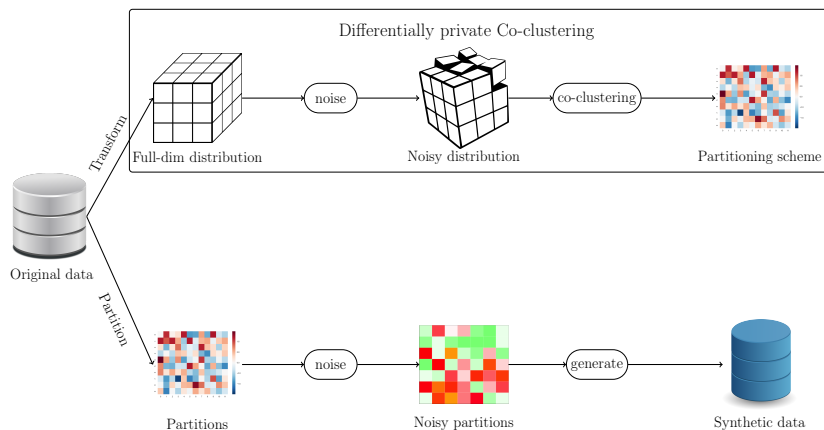 Differentially private Co-clustering
noise
co-clustering
Transform
Full-dim distribution
Noisy distribution
Partitioning scheme
Original data
Partition
noise
generate
Partitions
Noisy partitions
Synthetic data